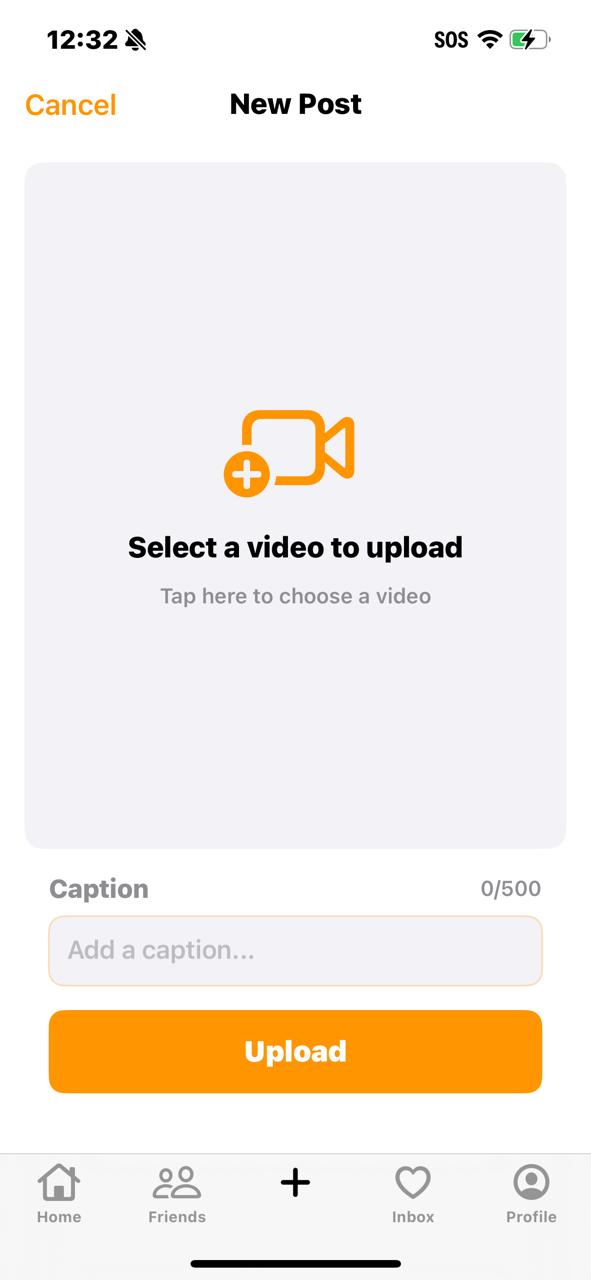 12:32 SOS
Cancel New Post
Select a video to upload
Tap here to choose a video
Caption 0/500
Add a caption...
Upload
Home Friends Inbox Profile